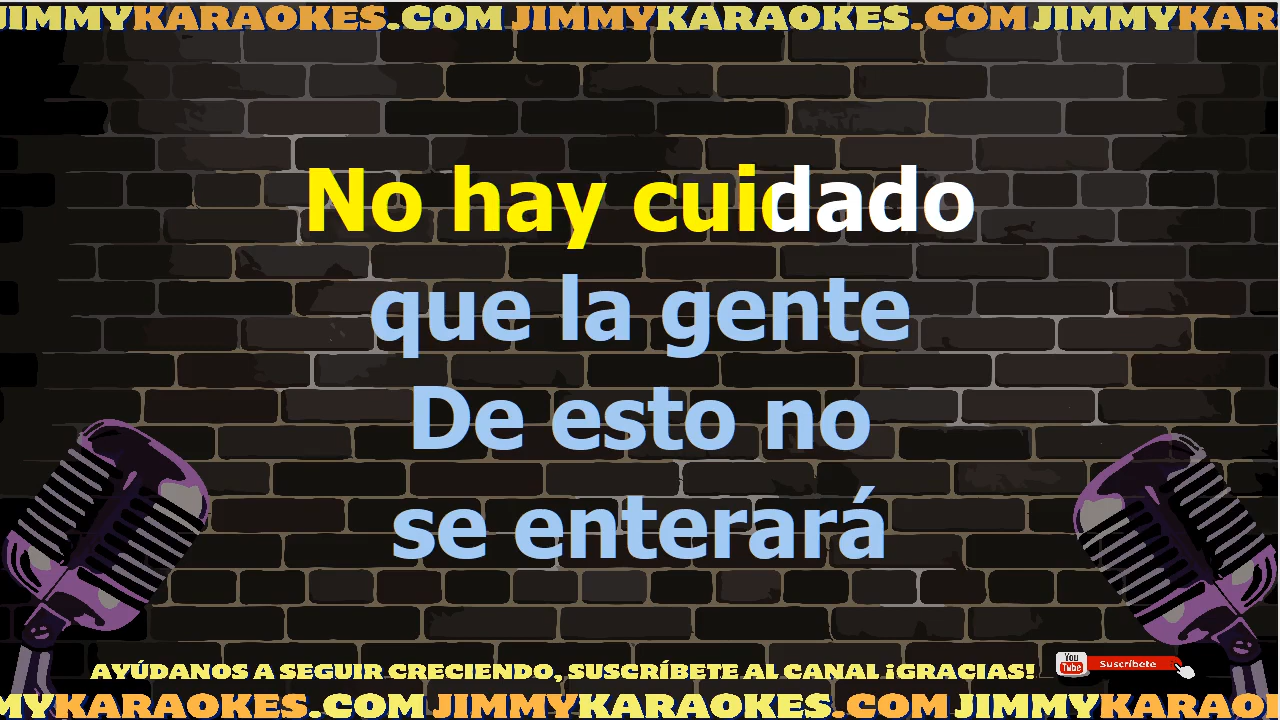 JIMMYKARAOKES.COM JIMMYKARAOKES.COM JIMMYKAR
No hay cuidado
que la gente
De esto no
se enterará
AYÚDANOS A SEGUIR CRECIENDO, SUSCRÍBETE AL CANAL ¡GRACIAS!
You Tube Suscríbete
MYKARAOKES.COM JIMMYKARAOKES.COM JIMMYKARAO